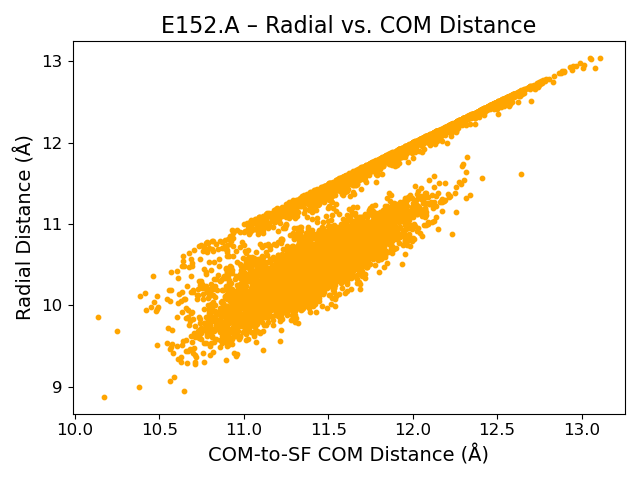 E152.A – Radial vs. COM Distance
Radial Distance (Å)
13
12
11
10
9
10.0 10.5 11.0 11.5 12.0 12.5 13.0
COM-to-SF COM Distance (Å)